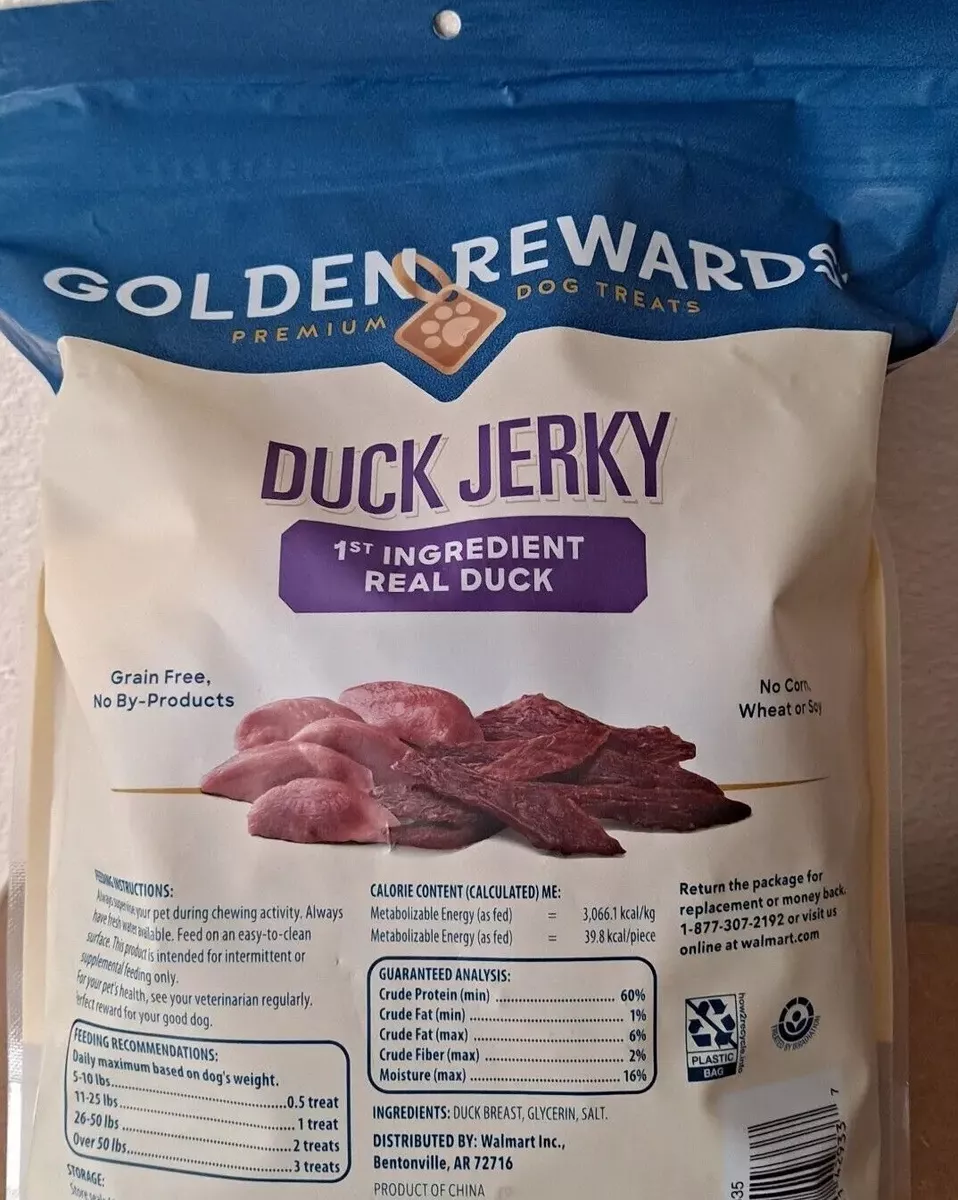 GOLDEN REWARDS
PREMIUM DOG TREATS
DUCK JERKY
1ST INGREDIENT
REAL DUCK
Grain Free,
No By-Products
No Corn,
Wheat or Soy
FEEDING INSTRUCTIONS:
Always supervise your pet during chewing activity. Always
have fresh water available. Feed on an easy-to-clean
surface. This product is intended for intermittent or
supplemental feeding only.
For your pet's health, see your veterinarian regularly.
Perfect reward for your good dog.
FEEDING RECOMMENDATIONS:
Daily maximum based on dog's weight.
5-10 lbs..........0.5 treat
11-25 lbs..........1 treat
26-50 lbs..........2 treats
Over 50 lbs..........3 treats
STORAGE:
CALORIE CONTENT (CALCULATED) ME:
Metabolizable Energy (as fed) = 3,066.1 kcal/kg
Metabolizable Energy (as fed) = 39.8 kcal/piece
GUARANTEED ANALYSIS:
Crude Protein (min) .......... 60%
Crude Fat (min) .......... 1%
Crude Fat (max) .......... 6%
Crude Fiber (max) .......... 2%
Moisture (max) .......... 16%
INGREDIENTS: DUCK BREAST, GLYCERIN, SALT.
DISTRIBUTED BY: Walmart Inc.,
Bentonville, AR 72716
PRODUCT OF CHINA
Return the package for
replacement or money back.
1-877-307-2192 or visit us
online at walmart.com
how2recycle.info
PLASTIC
BAG
TREATED BY IRRADIATION
35
7